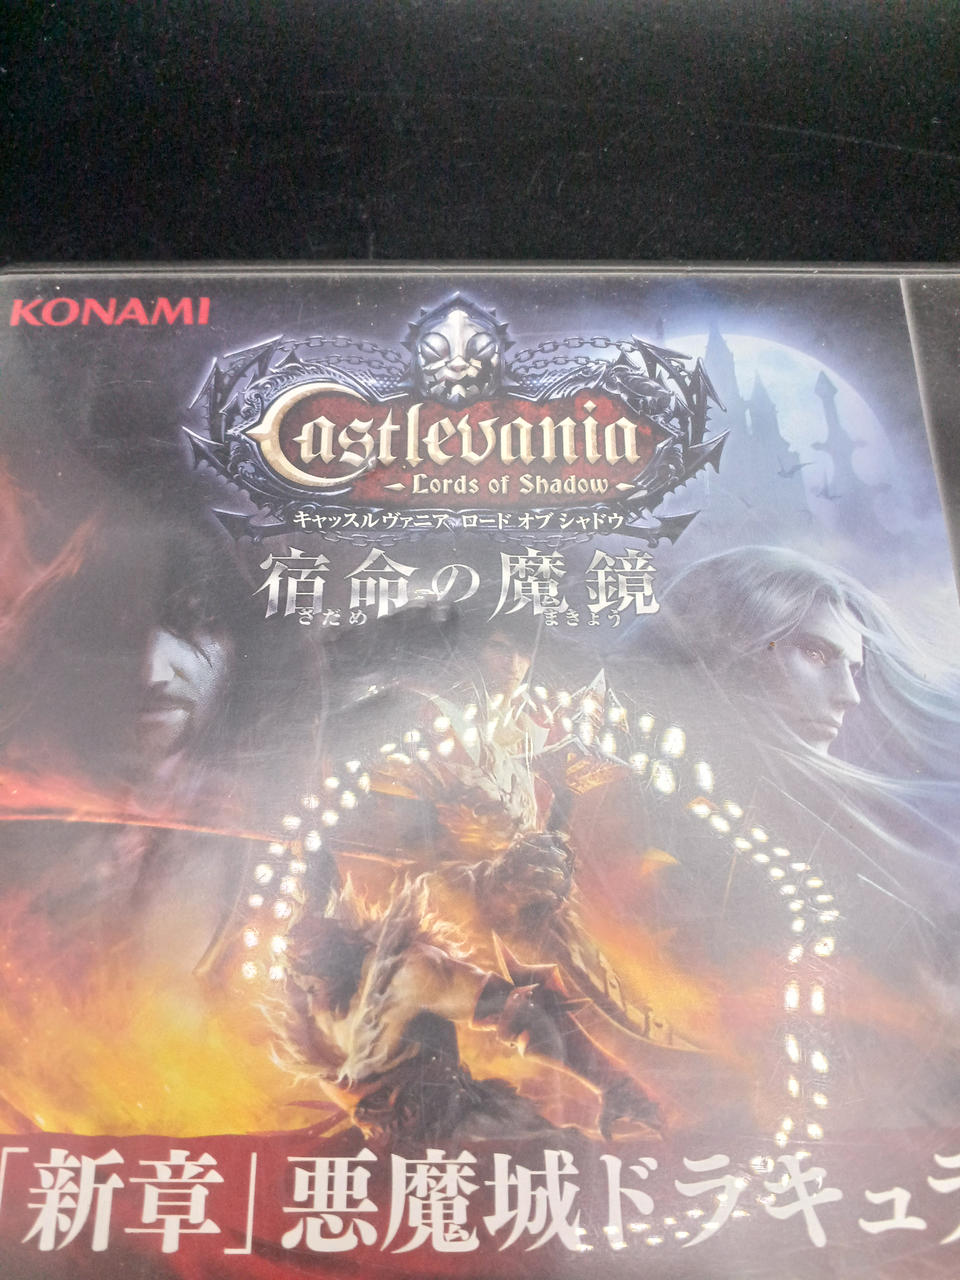 KONAMI
Castlevania
Lords of Shadow
キャッスルヴァニア ロード オブ シャドウ
宿命の魔鏡
さだめ まきょう
「新章」悪魔城ドラキュラ